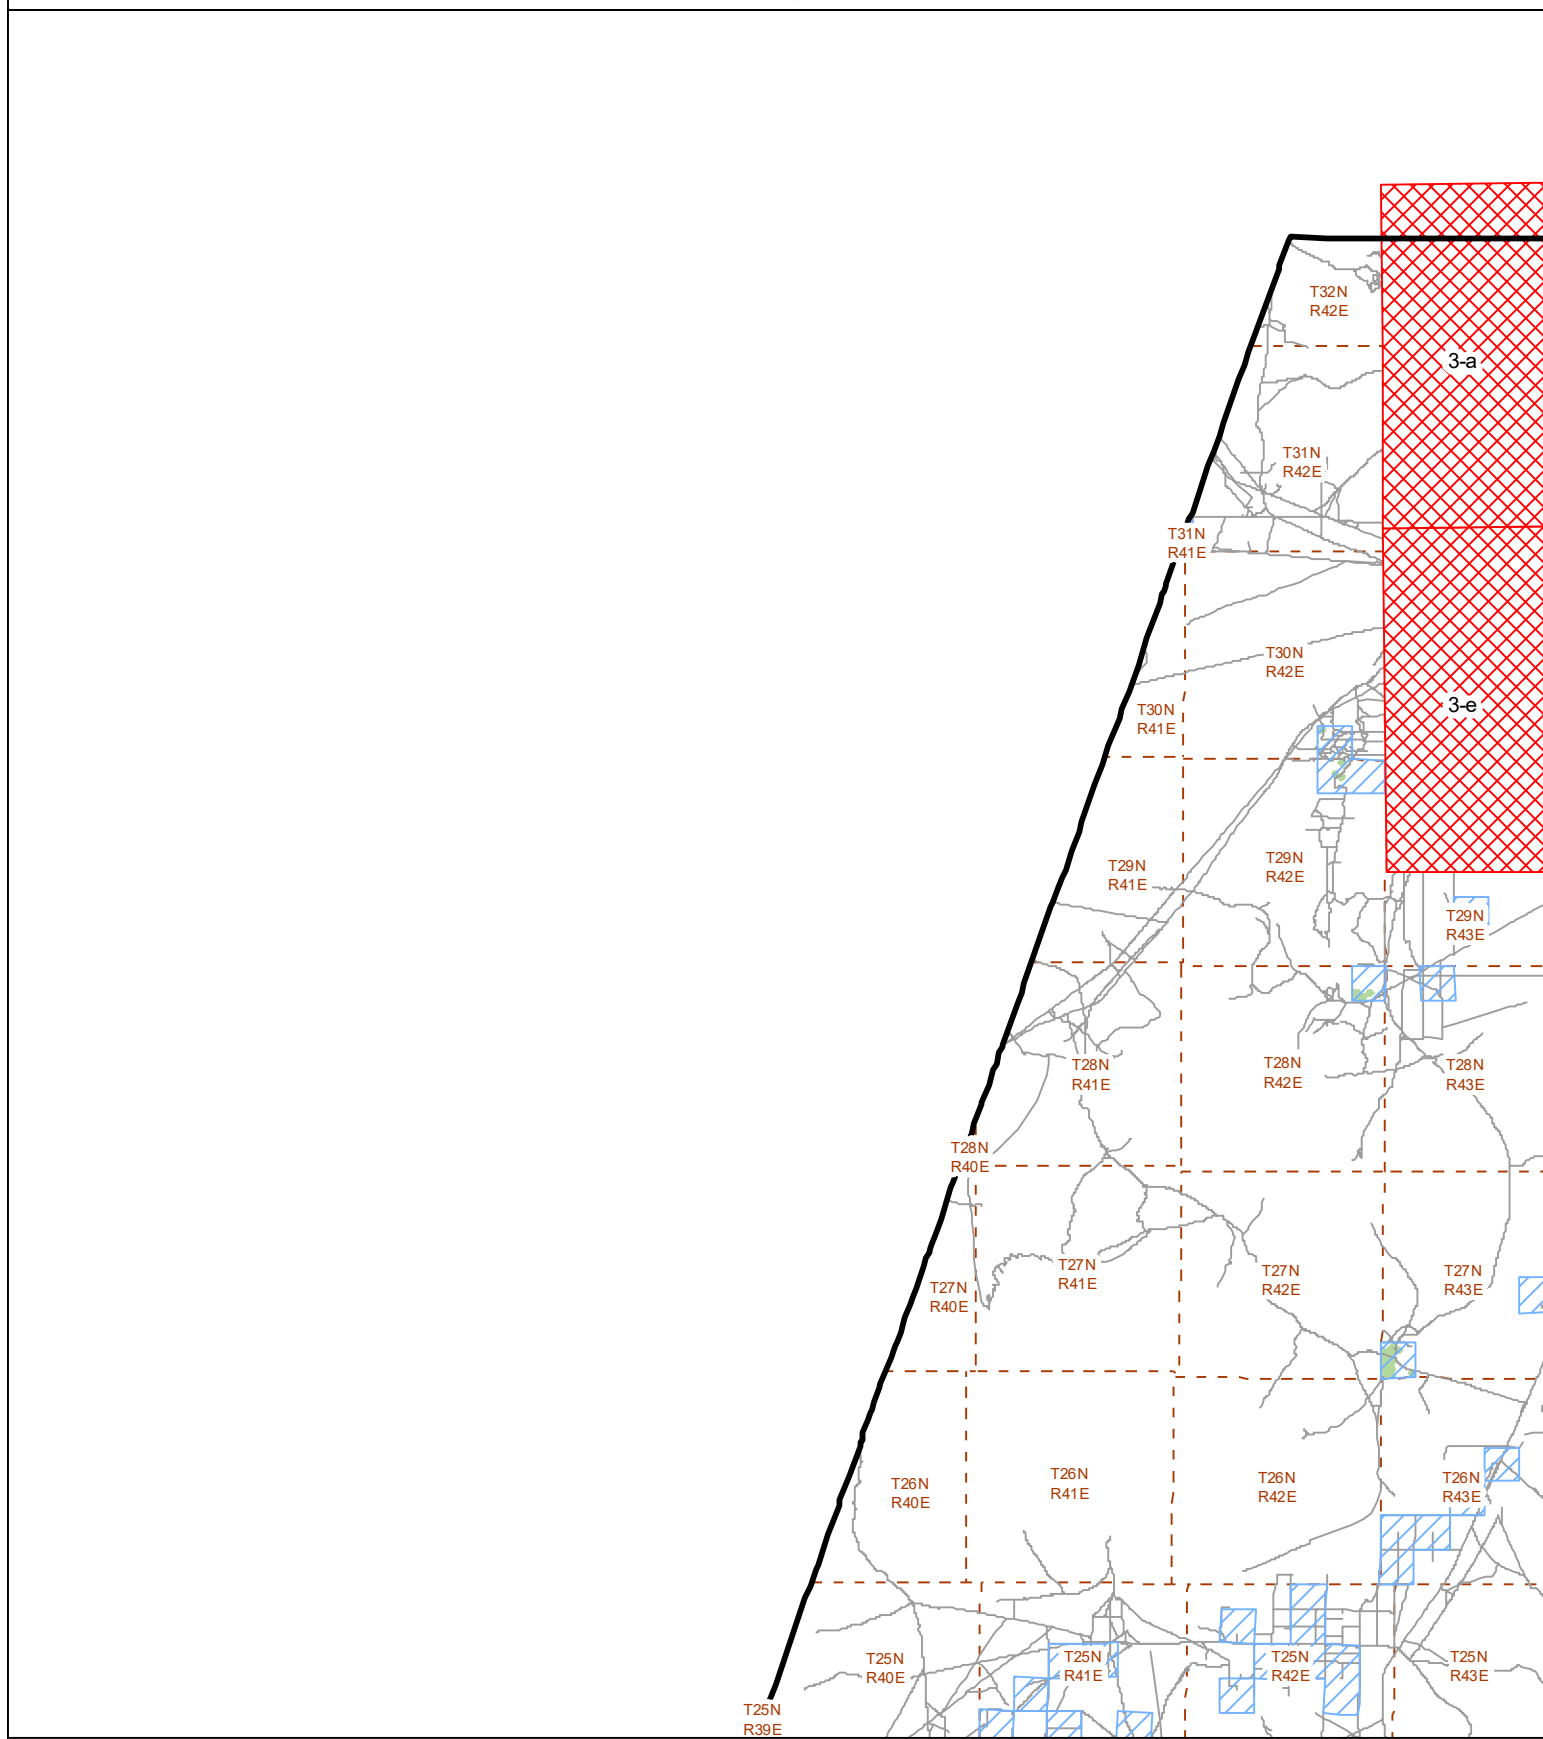 T32N
R42E
3-a
T31N
R42E
T31N
R41E
T30N
R42E
T30N
R41E
3-e
T29N
R42E
T29N
R41E
T29N
R43E
T28N
R41E
T28N
R42E
T28N
R43E
T28N
R40E
T27N
R40E
T27N
R41E
T27N
R42E
T27N
R43E
T26N
R40E
T26N
R41E
T26N
R42E
T26N
R43E
T25N
R40E
T25N
R41E
T25N
R42E
T25N
R43E
T25N
R39E